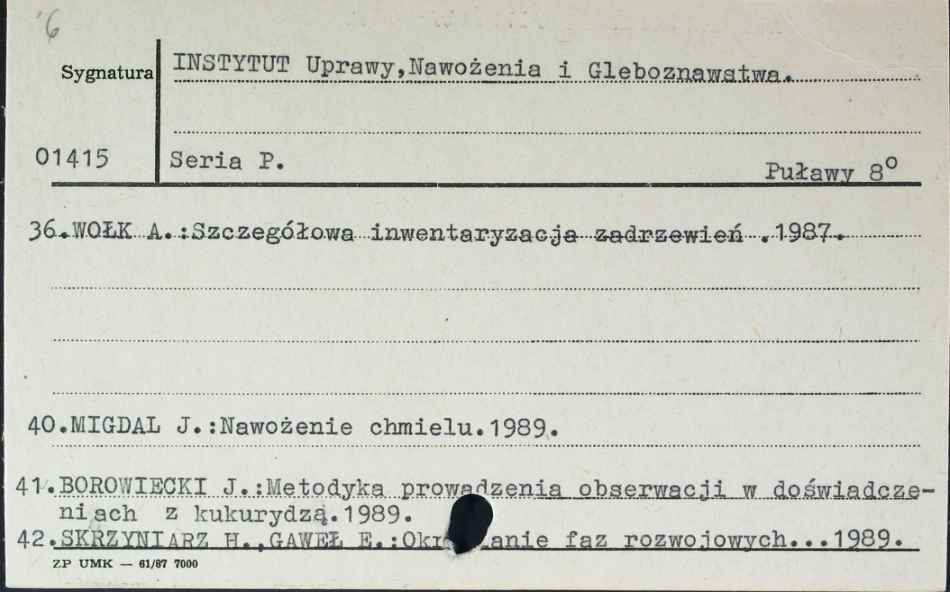 6
INSTYTUT Uprawy,Nawożenia i Gleboznawstwa.
Sygnatura
01415
Seria P.
Puławy 8o
36.WOŁK A.:Szczegółowa inwentaryzacja zadrzewień .1987.
40.MIGDAL J.:Nawożenie chmielu.1989.
41.BOROWIECKI J.:Metodyka prowadzenia obserwacji w doświadcze-
niach z kukurydzą.1989.
42.SKRZYNIARZ H.,GAWEŁ E.: faz rozwojowych...1989.
ZP UMK — 61/87 7000